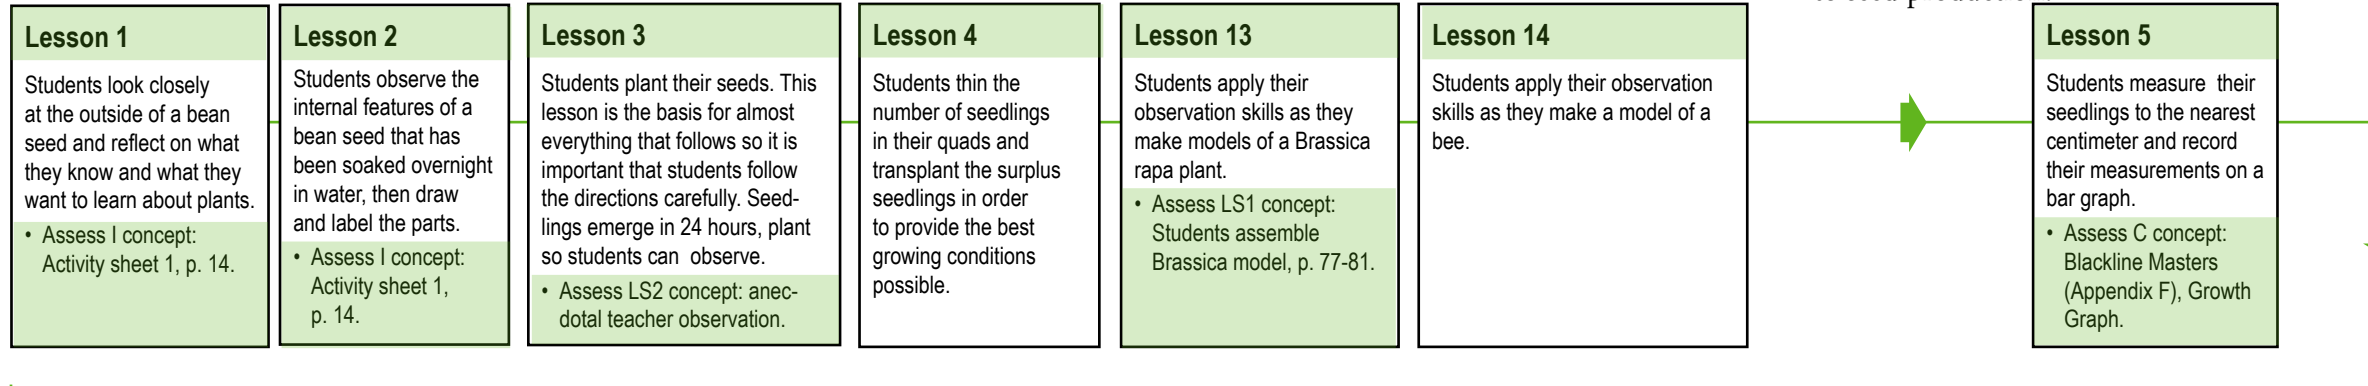 to seed production.
Lesson 1
Students look closely
at the outside of a bean
seed and reflect on what
they know and what they
want to learn about plants.
• Assess I concept:
Activity sheet 1, p. 14.
Lesson 2
Students observe the
internal features of a
bean seed that has
been soaked overnight
in water, then draw
and label the parts.
• Assess I concept:
Activity sheet 1,
p. 14.
Lesson 3
Students plant their seeds. This
lesson is the basis for almost
everything that follows so it is
important that students follow
the directions carefully. Seed-
lings emerge in 24 hours, plant
so students can observe.
• Assess LS2 concept: anec-
dotal teacher observation.
Lesson 4
Students thin the
number of seedlings
in their quads and
transplant the surplus
seedlings in order
to provide the best
growing conditions
possible.
Lesson 13
Students apply their
observation skills as they
make models of a Brassica
rapa plant.
• Assess LS1 concept:
Students assemble
Brassica model, p. 77-81.
Lesson 14
Students apply their observation
skills as they make a model of a
bee.
Lesson 5
Students measure their
seedlings to the nearest
centimeter and record
their measurements on a
bar graph.
• Assess C concept:
Blackline Masters
(Appendix F), Growth
Graph.